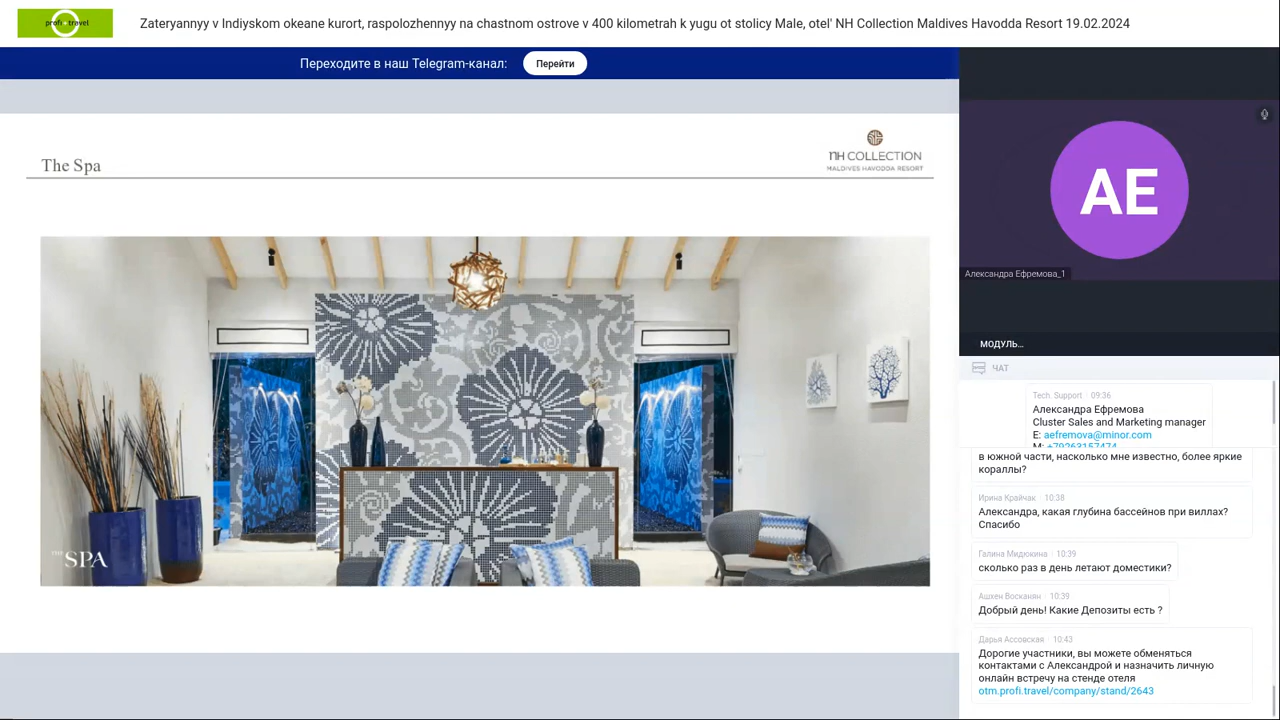 profi travel
Zateryannyy v Indiyskom okeane kurort, raspolozhennyy na ostrovnom ostrove v 400 kilometrah k yugu ot stolicy Male, otel' NH Collection Maldives Havodda Resort 19.02.2024
Переходите в наш Telegram-канал:
Перейти
The Spa
NH COLLECTION
MALDIVES HAVODDA RESORT
THE SPA
AE
Александра Ефремова_1
МОДУЛЬ...
ЧАТ
Tech. Support 09:36
Александра Ефремова
Cluster Sales and Marketing manager
E: aefremova@minor.com
M: +79263157474
в южной части, насколько мне известно, более яркие
кораллы?
Ирина Крайчак 10:38
Александра, какая глубина бассейнов при виллах?
Спасибо
Галина Мидюкина 10:39
сколько раз в день летают доместики?
Ашхен Восканян 10:39
Добрый день! Какие Депозиты есть ?
Дарья Ассовская 10:43
Дорогие участники, вы можете обменяться
контактами с Александрой и назначить личную
онлайн встречу на стенде отеля
otm.profi.travel/company/stand/2643